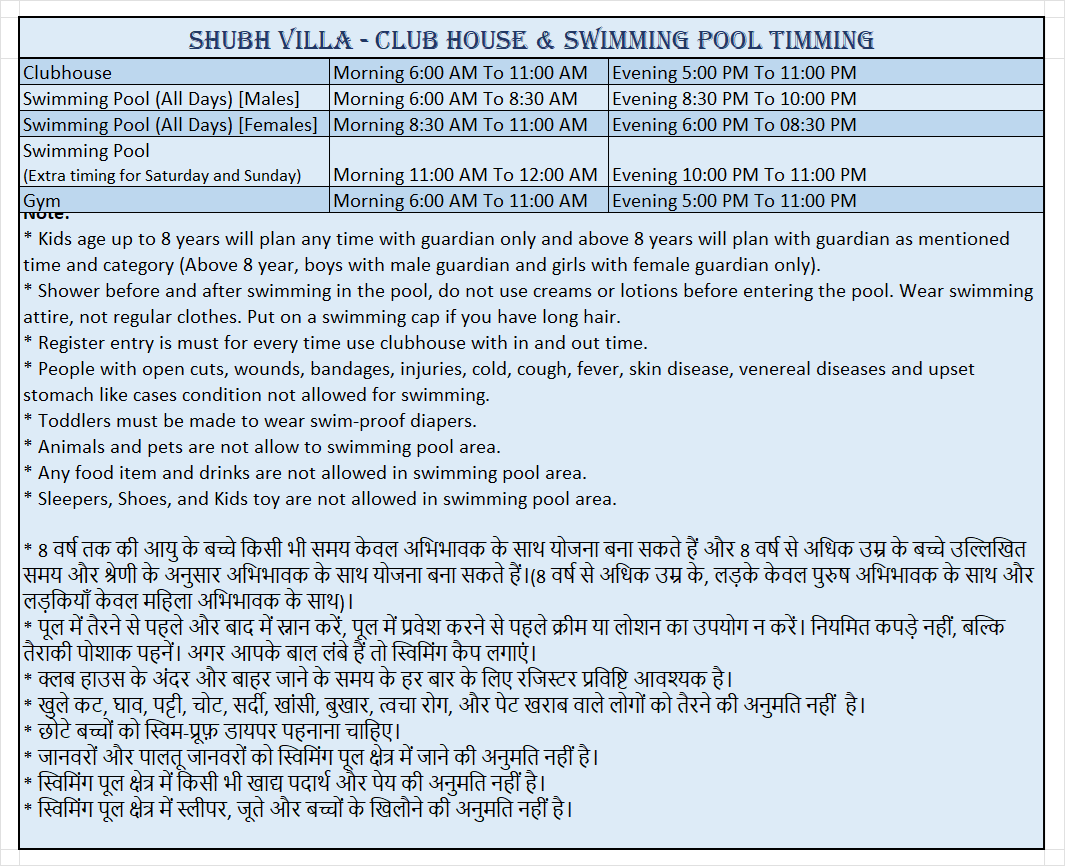 SHUBH VILLA - CLUB HOUSE & SWIMMING POOL TIMMING
Clubhouse Morning 6:00 AM To 11:00 AM Evening 5:00 PM To 11:00 PM
Swimming Pool (All Days) [Males] Morning 6:00 AM To 8:30 AM Evening 8:30 PM To 10:00 PM
Swimming Pool (All Days) [Females] Morning 8:30 AM To 11:00 AM Evening 6:00 PM To 08:30 PM
Swimming Pool
(Extra timing for Saturday and Sunday) Morning 11:00 AM To 12:00 AM Evening 10:00 PM To 11:00 PM
Gym Morning 6:00 AM To 11:00 AM Evening 5:00 PM To 11:00 PM
Note:
* Kids age up to 8 years will plan any time with guardian only and above 8 years will plan with guardian as mentioned
time and category (Above 8 year, boys with male guardian and girls with female guardian only).
* Shower before and after swimming in the pool, do not use creams or lotions before entering the pool. Wear swimming
attire, not regular clothes. Put on a swimming cap if you have long hair.
* Register entry is must for every time use clubhouse with in and out time.
* People with open cuts, wounds, bandages, injuries, cold, cough, fever, skin disease, venereal diseases and upset
stomach like cases condition not allowed for swimming.
* Toddlers must be made to wear swim-proof diapers.
* Animals and pets are not allow to swimming pool area.
* Any food item and drinks are not allowed in swimming pool area.
* Sleepers, Shoes, and Kids toy are not allowed in swimming pool area.
* 8 वर्ष तक की आयु के बच्चे किसी भी समय केवल अभिभावक के साथ योजना बना सकते हैं और 8 वर्ष से अधिक उम्र के बच्चे उल्लिखित
समय और श्रेणी के अनुसार अभिभावक के साथ योजना बना सकते हैं।(8 वर्ष से अधिक उम्र के, लड़के केवल पुरुष अभिभावक के साथ और
लड़कियाँ केवल महिला अभिभावक के साथ)।
* पूल में तैरने से पहले और बाद में स्नान करें, पूल में प्रवेश करने से पहले क्रीम या लोशन का उपयोग न करें। नियमित कपड़े नहीं, बल्कि
तैराकी पोशाक पहनें। अगर आपके बाल लंबे हैं तो स्विमिंग कैप लगाएं।
* क्लब हाउस के अंदर और बाहर जाने के समय के हर बार के लिए रजिस्टर प्रविष्टि आवश्यक है।
* खुले कट, घाव, पट्टी, चोट, सर्दी, खांसी, बुखार, त्वचा रोग, और पेट खराब वाले लोगों को तैरने की अनुमति नहीं है।
* छोटे बच्चों को स्विम-प्रूफ़ डायपर पहनाना चाहिए।
* जानवरों और पालतू जानवरों को स्विमिंग पूल क्षेत्र में जाने की अनुमति नहीं है।
* स्विमिंग पूल क्षेत्र में किसी भी खाद्य पदार्थ और पेय की अनुमति नहीं है।
* स्विमिंग पूल क्षेत्र में स्लीपर, जूते और बच्चों के खिलौने की अनुमति नहीं है।